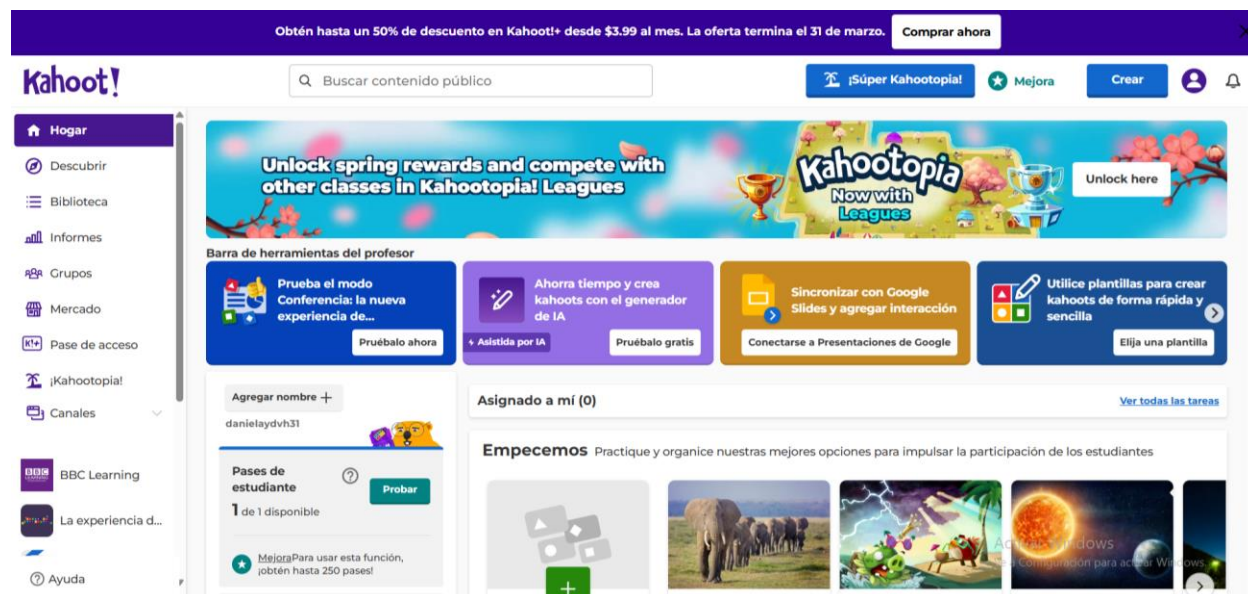 Obtén hasta un 50% de descuento en Kahoot!+ desde $3.99 al mes. La oferta termina el 31 de marzo.
Comprar ahora
Kahoot!
Buscar contenido público
¡Súper Kahootopia!
Mejora
Crear
Hogar
Descubrir
Biblioteca
Informes
Grupos
Mercado
K!+
Pase de acceso
¡Kahootopia!
Canales
BBC
LEARNING
BBC Learning
La experiencia d...
Ayuda
Unlock spring rewards and compete with
other classes in Kahootopia! Leagues
Kahootopia
Now with
Leagues
Unlock here
Barra de herramientas del profesor
Prueba el modo
Conferencia: la nueva
experiencia de...
Pruébalo ahora
Ahorra tiempo y crea
kahoots con el generador
de IA
Asistida por IA
Pruébalo gratis
Sincronizar con Google
Slides y agregar interacción
Conectarse a Presentaciones de Google
Utilice plantillas para crear
kahoots de forma rápida y
sencilla
Elija una plantilla
Agregar nombre +
danielaydvh31
Pases de
estudiante
1 de 1 disponible
?
Probar
MejoraPara usar esta función,
¡obtén hasta 250 pases!
Asignado a mí (0)
Ver todas las tareas
Empecemos Practique y organice nuestras mejores opciones para impulsar la participación de los estudiantes
Configuración para activar Windows.